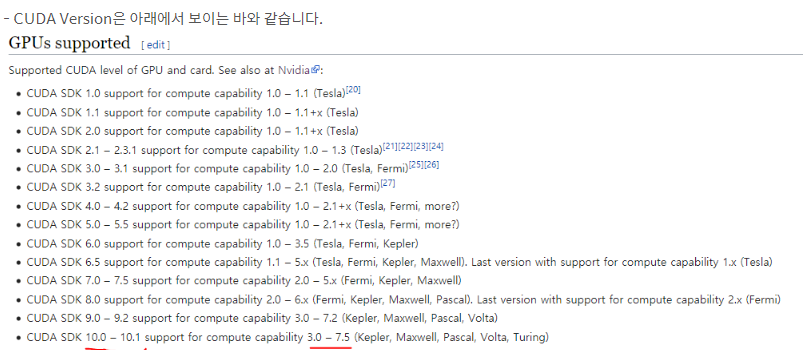 - CUDA Version은 아래에서 보이는 바와 같습니다.
GPUs supported [ edit ]
Supported CUDA level of GPU and card. See also at Nvidia:
• CUDA SDK 1.0 support for compute capability 1.0 – 1.1 (Tesla)[20]
• CUDA SDK 1.1 support for compute capability 1.0 – 1.1+x (Tesla)
• CUDA SDK 2.0 support for compute capability 1.0 – 1.1+x (Tesla)
• CUDA SDK 2.1 – 2.3.1 support for compute capability 1.0 – 1.3 (Tesla)[21][22][23][24]
• CUDA SDK 3.0 – 3.1 support for compute capability 1.0 – 2.0 (Tesla, Fermi)[25][26]
• CUDA SDK 3.2 support for compute capability 1.0 – 2.1 (Tesla, Fermi)[27]
• CUDA SDK 4.0 – 4.2 support for compute capability 1.0 – 2.1+x (Tesla, Fermi, more?)
• CUDA SDK 5.0 – 5.5 support for compute capability 1.0 – 2.1+x (Tesla, Fermi, more?)
• CUDA SDK 6.0 support for compute capability 1.0 – 3.5 (Tesla, Fermi, Kepler)
• CUDA SDK 6.5 support for compute capability 1.1 – 5.x (Tesla, Fermi, Kepler, Maxwell). Last version with support for compute capability 1.x (Tesla)
• CUDA SDK 7.0 – 7.5 support for compute capability 2.0 – 5.x (Fermi, Kepler, Maxwell)
• CUDA SDK 8.0 support for compute capability 2.0 – 6.x (Fermi, Kepler, Maxwell, Pascal). Last version with support for compute capability 2.x (Fermi)
• CUDA SDK 9.0 – 9.2 support for compute capability 3.0 – 7.2 (Kepler, Maxwell, Pascal, Volta)
• CUDA SDK 10.0 – 10.1 support for compute capability 3.0 – 7.5 (Kepler, Maxwell, Pascal, Volta, Turing)